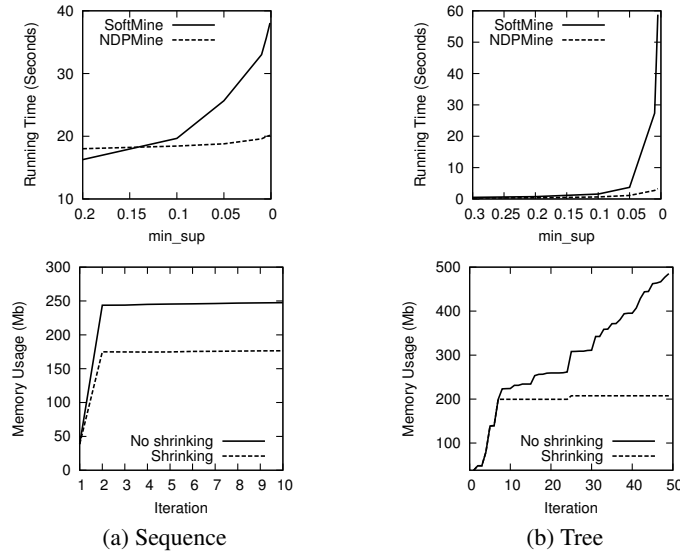 40
30
20
10
0.2 0.15 0.1 0.05 0
Running Time (Seconds)
min_sup
SoftMine
NDPMine
60
50
40
30
20
10
0
0.3 0.25 0.2 0.15 0.1 0.05 0
Running Time (Seconds)
min_sup
SoftMine
NDPMine
300
250
200
150
100
50
0
1 2 3 4 5 6 7 8 9 10
Memory Usage (Mb)
Iteration
No shrinking
Shrinking
500
400
300
200
100
0 10 20 30 40 50
Memory Usage (Mb)
Iteration
No shrinking
Shrinking
(a) Sequence
(b) Tree